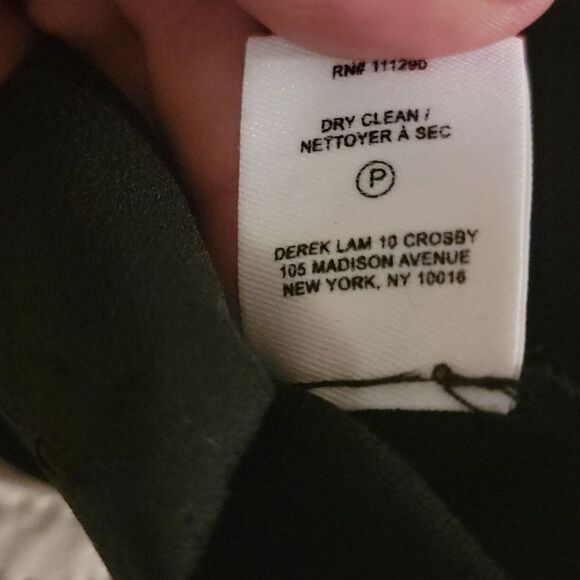 RN# 111290
DRY CLEAN /
NETTOYER À SEC
P
DEREK LAM 10 CROSBY
105 MADISON AVENUE
NEW YORK, NY 10016